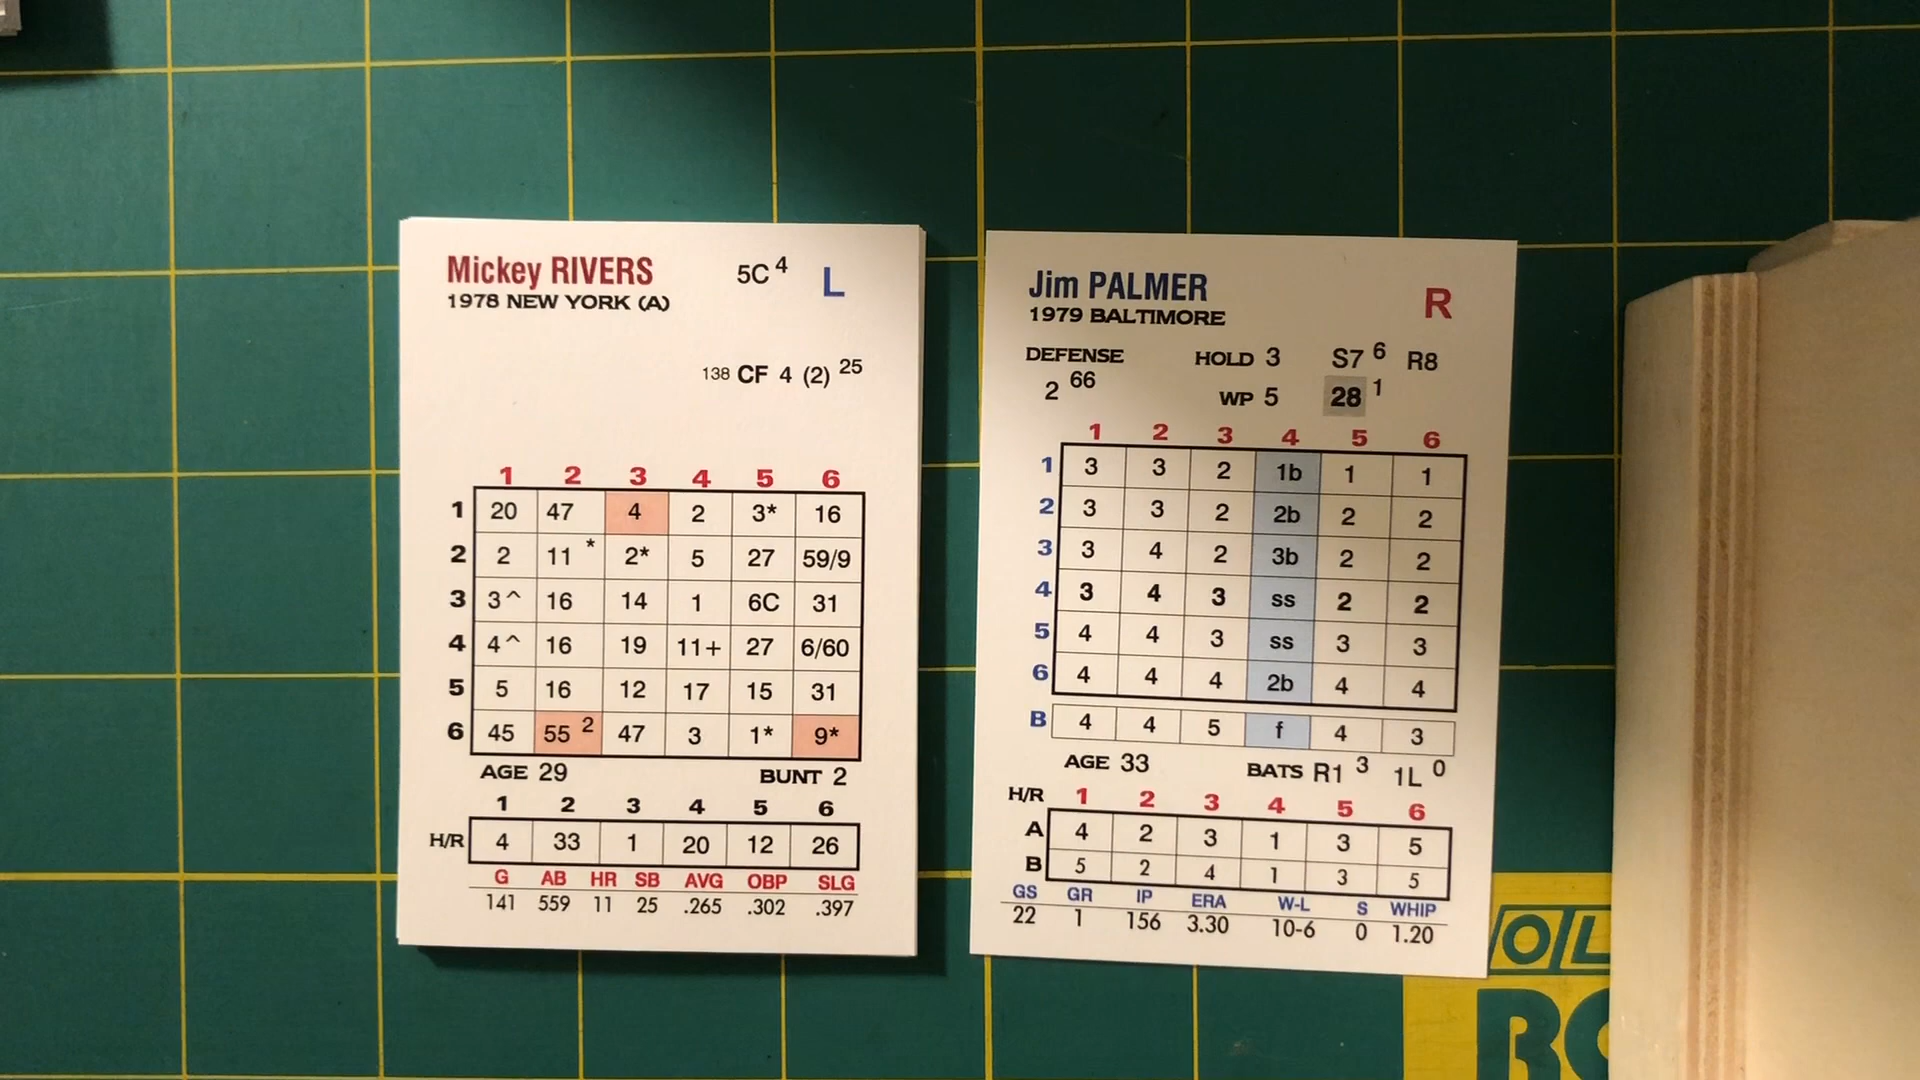 Mickey RIVERS 5C 4 L
1978 NEW YORK (A)
138 CF 4 (2) 25
1 2 3 4 5 6
1 20 47 4 2 3* 16
2 2 11 * 2* 5 27 59/9
3 3^ 16 14 1 6C 31
4 4^ 16 19 11+ 27 6/60
5 5 16 12 17 15 31
6 45 55 2 47 3 1* 9*
AGE 29 BUNT 2
1 2 3 4 5 6
H/R 4 33 1 20 12 26
G AB HR SB AVG OBP SLG
141 559 11 25 .265 .302 .397
Jim PALMER R
1979 BALTIMORE
DEFENSE HOLD 3 S7 6 R8
2 66 WP 5 28 1
1 2 3 4 5 6
1 3 3 2 1b 1 1
2 3 3 2 2b 2 2
3 3 4 2 3b 2 2
4 3 4 3 ss 2 2
5 4 4 3 ss 3 3
6 4 4 4 2b 4 4
B 4 4 5 f 4 3
AGE 33 BATS R1 3 1L 0
H/R 1 2 3 4 5 6
A 4 2 3 1 3 5
B 5 2 4 1 3 5
GS GR IP ERA W-L S WHIP
22 1 156 3.30 10-6 0 1.20
OL